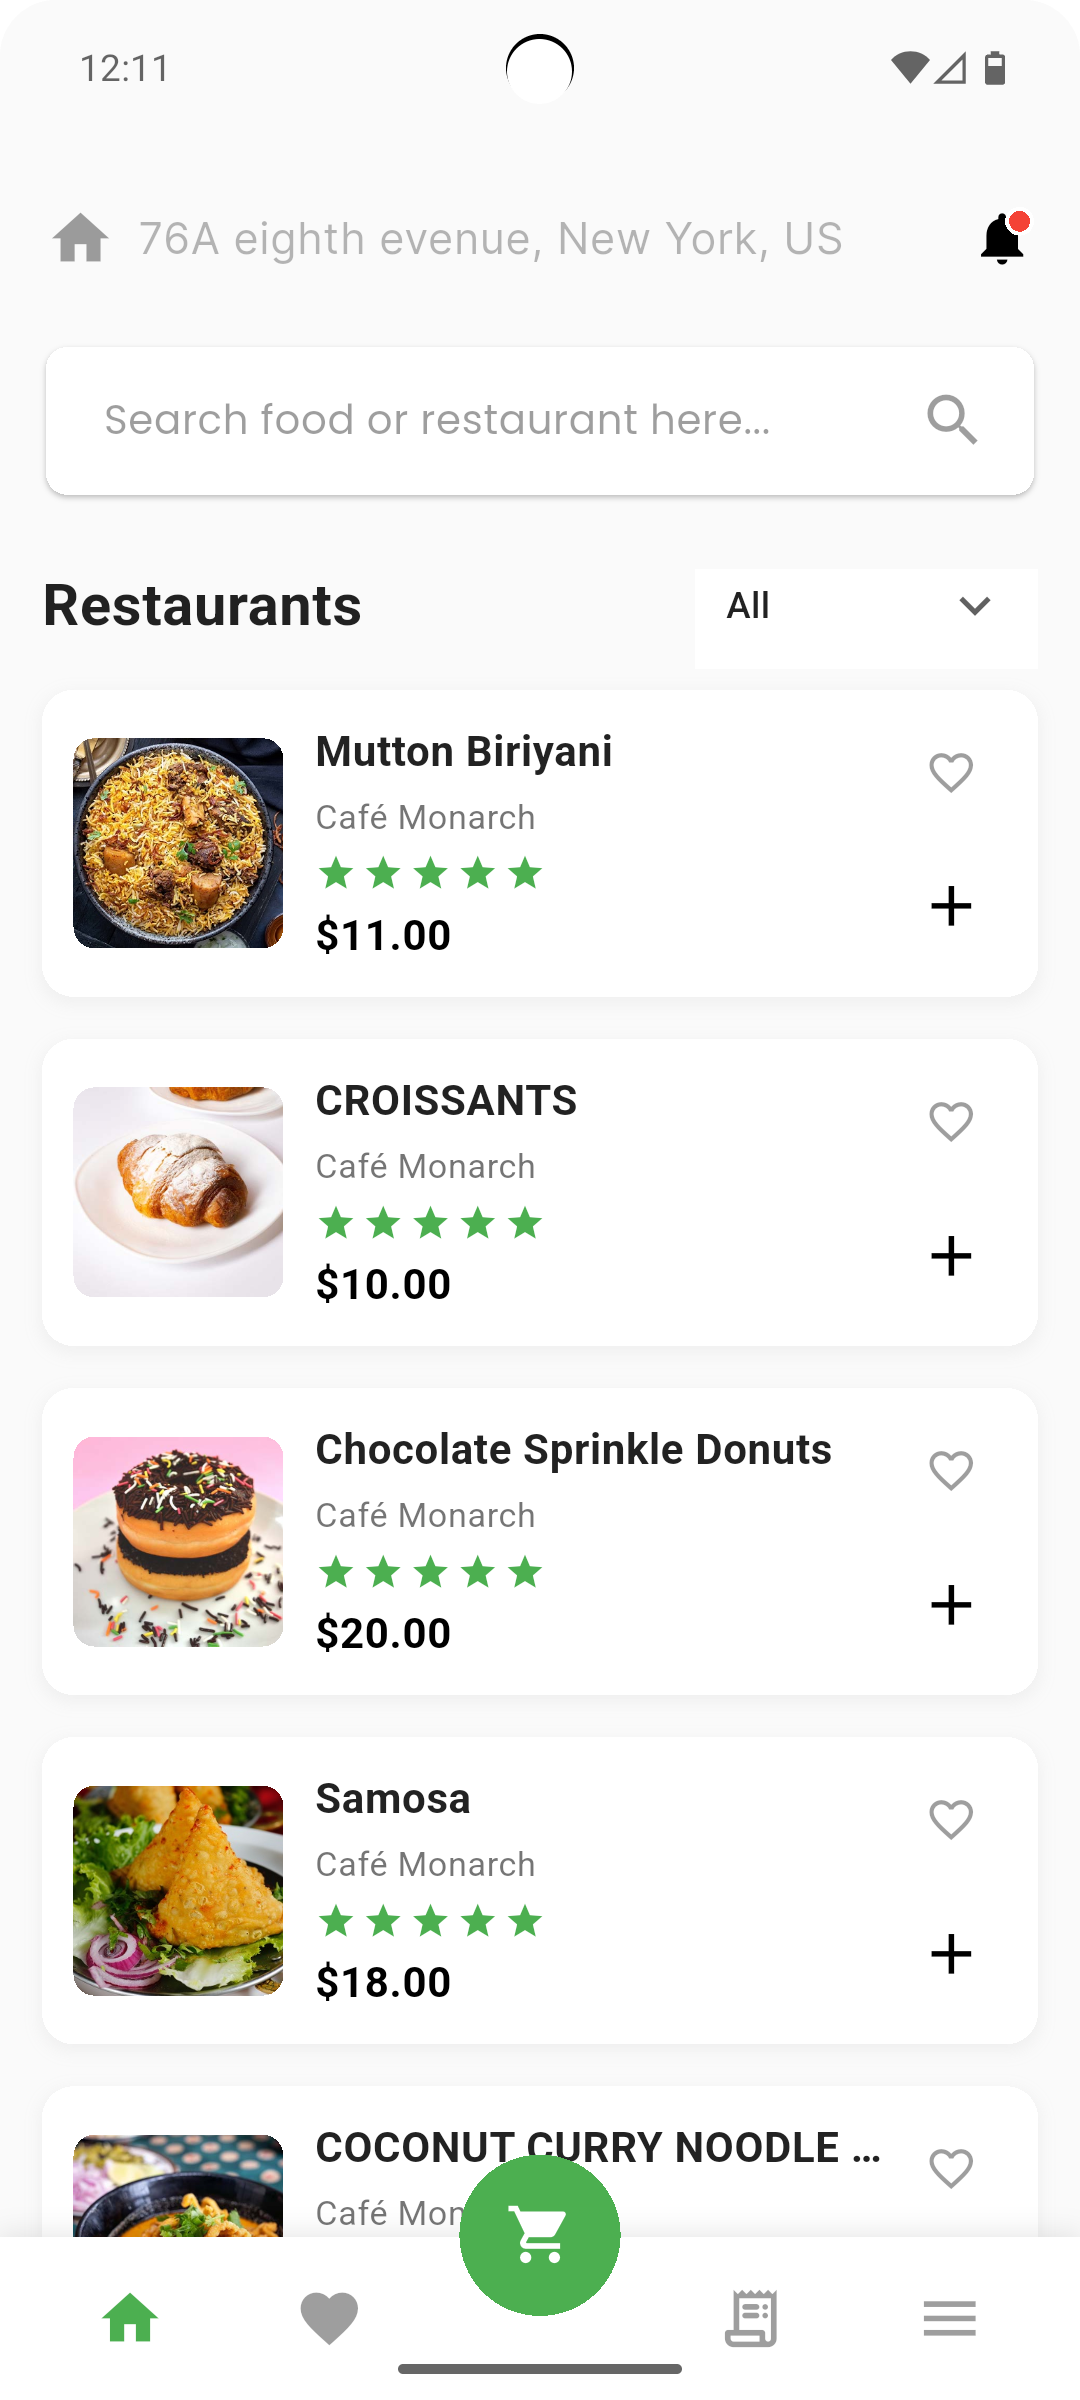 12:11
76A eighth evenue, New York, US
Search food or restaurant here...
Restaurants
All
Mutton Biriyani
Café Monarch
$11.00
CROISSANTS
Café Monarch
$10.00
Chocolate Sprinkle Donuts
Café Monarch
$20.00
Samosa
Café Monarch
$18.00
COCONUT CURRY NOODLE ...
Café Mon